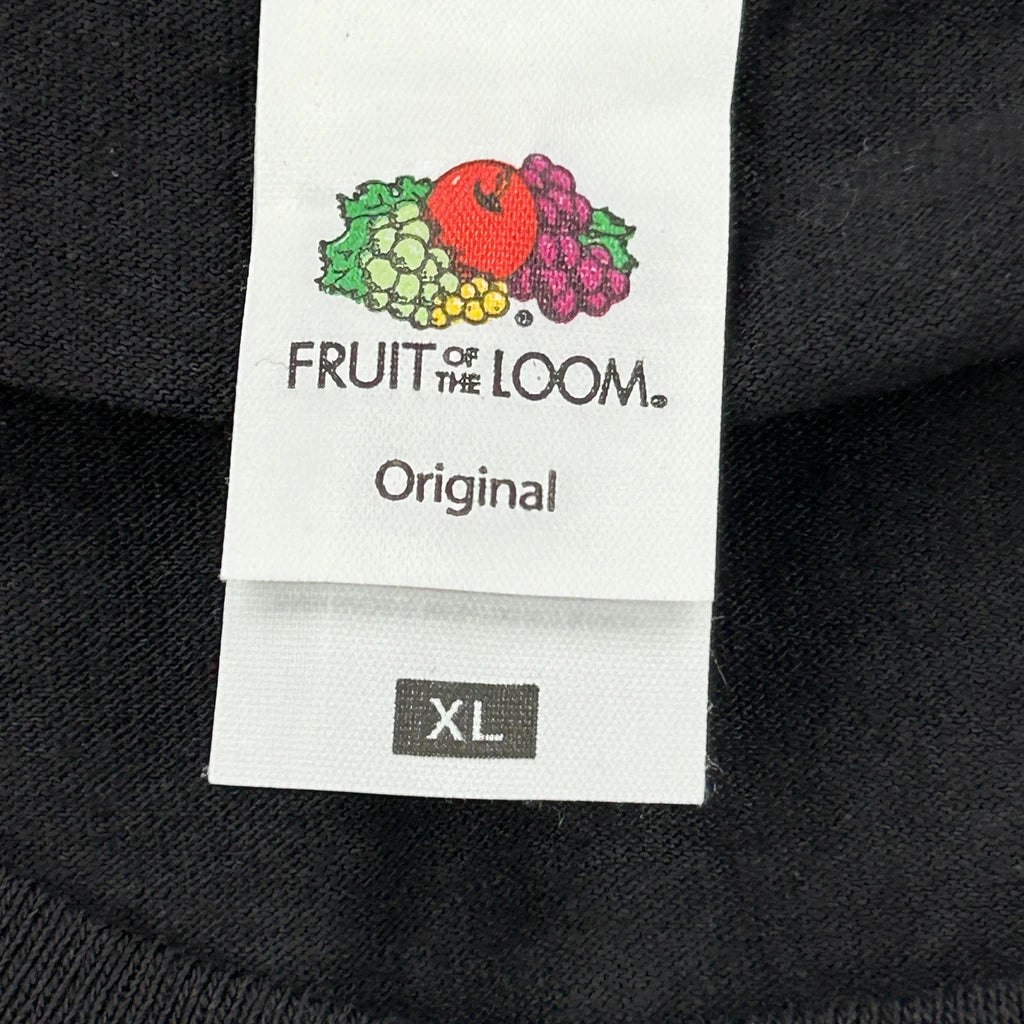 ®
FRUIT OF THE LOOM®
Original
XL